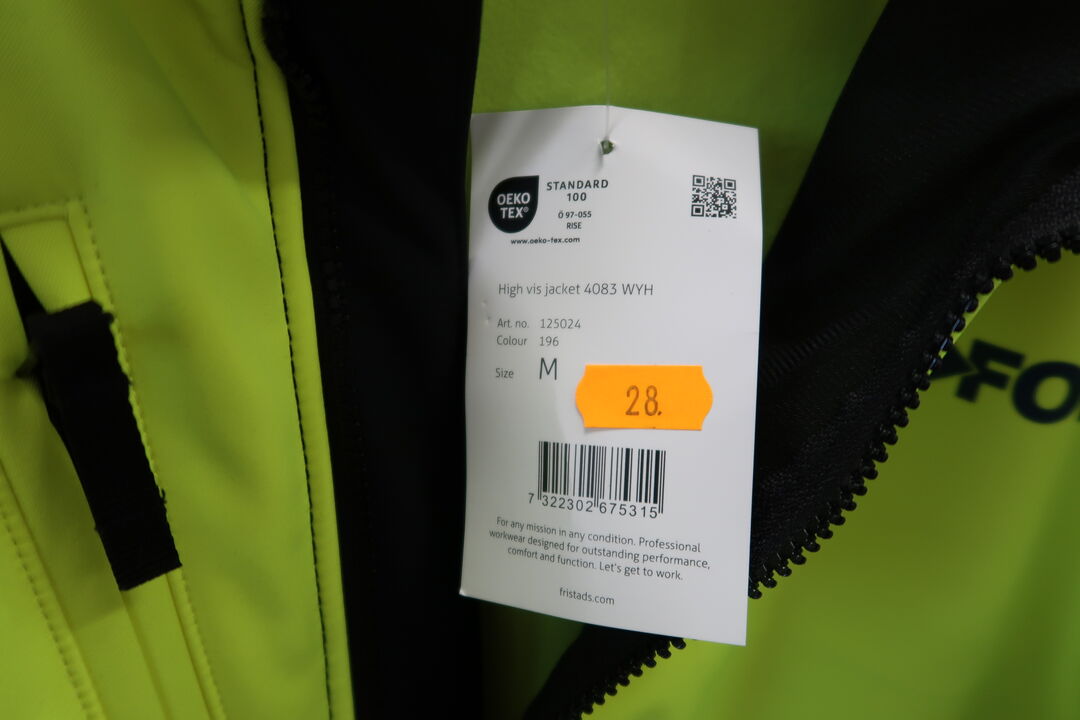 OEKO
TEX®
STANDARD
100
Ö 97-055
RISE
www.oeko-tex.com
High vis jacket 4083 WYH
Art. no. 125024
Colour 196
Size M
28.
7 322302 675315
For any mission in any condition. Professional
workwear designed for outstanding performance,
comfort and function. Let's get to work.
fristads.com
FO